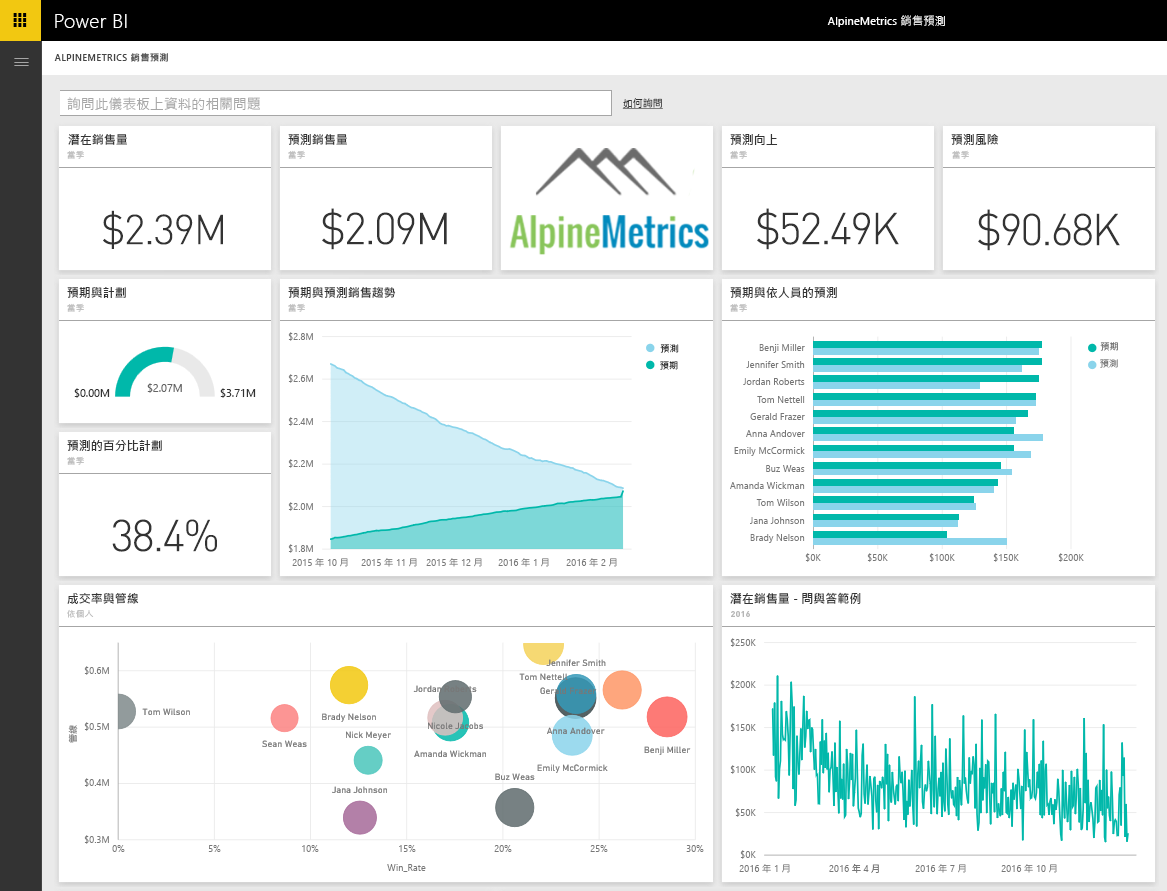 Power BI
AlpineMetrics 銷售預測
ALPINEMETRICS 銷售預測
詢問此儀表板上資料的相關問題
如何詢問
潛在銷售量
當季
$2.39M
預測銷售量
當季
$2.09M
AlpineMetrics
預測向上
當季
$52.49K
預測風險
當季
$90.68K
預期與計劃
當季
$0.00M
$2.07M
$3.71M
預測的百分比計劃
當季
38.4%
預期與預測銷售趨勢
當季
$2.8M
$2.6M
$2.4M
$2.2M
$2.0M
$1.8M
2015 年 10 月
2015 年 11 月
2015 年 12 月
2016 年 1 月
2016 年 2 月
預測
預期
預期與依人員的預測
當季
Benji Miller
Jennifer Smith
Jordan Roberts
Tom Nettell
Gerald Frazer
Anna Andover
Emily McCormick
Buz Weas
Amanda Wickman
Tom Wilson
Jana Johnson
Brady Nelson
$0K
$50K
$100K
$150K
$200K
預期
預測
成交率與管線
依個人
$0.6M
$0.5M
$0.4M
$0.3M
0%
5%
10%
15%
20%
25%
30%
Win_Rate
Tom Wilson
Sean Weas
Brady Nelson
Nick Meyer
Jana Johnson
Nicole Jacobs
Amanda Wickman
Buz Weas
Jennifer Smith
Tom Nettell
Anna Andover
Emily McCormick
Benji Miller
潛在銷售量 - 問與答範例
2016
$250K
$200K
$150K
$100K
$50K
$0K
2016 年 1 月
2016 年 4 月
2016 年 7 月
2016 年 10 月